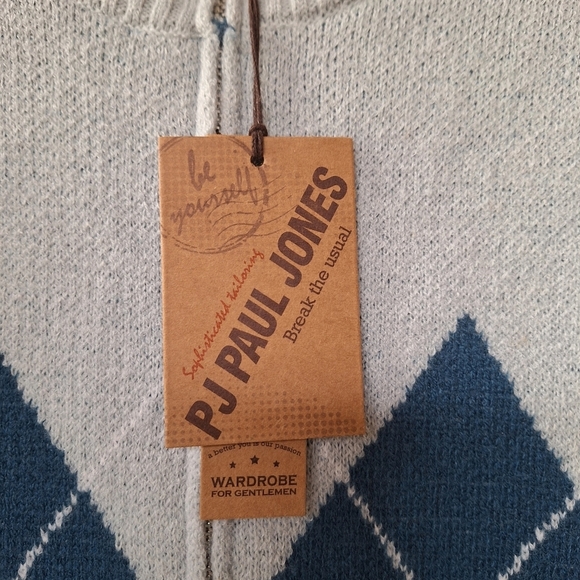 be
yourself
Sophisticated tailoring
PJ PAUL JONES
Break the usual
a better you is our passion
WARDROBE
FOR GENTLEMEN